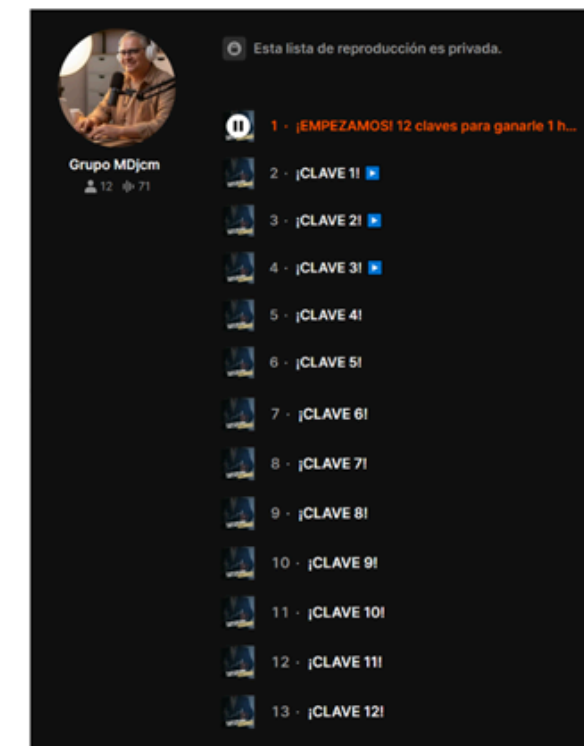 Esta lista de reproducción es privada.
Grupo MDjcm
12 71
1 · ¡EMPEZAMOS! 12 claves para ganarle 1 h...
2 · ¡CLAVE 1! ▶️
3 · ¡CLAVE 2! ▶️
4 · ¡CLAVE 3! ▶️
5 · ¡CLAVE 4!
6 · ¡CLAVE 5!
7 · ¡CLAVE 6!
8 · ¡CLAVE 7!
9 · ¡CLAVE 8!
10 · ¡CLAVE 9!
11 · ¡CLAVE 10!
12 · ¡CLAVE 11!
13 · ¡CLAVE 12!